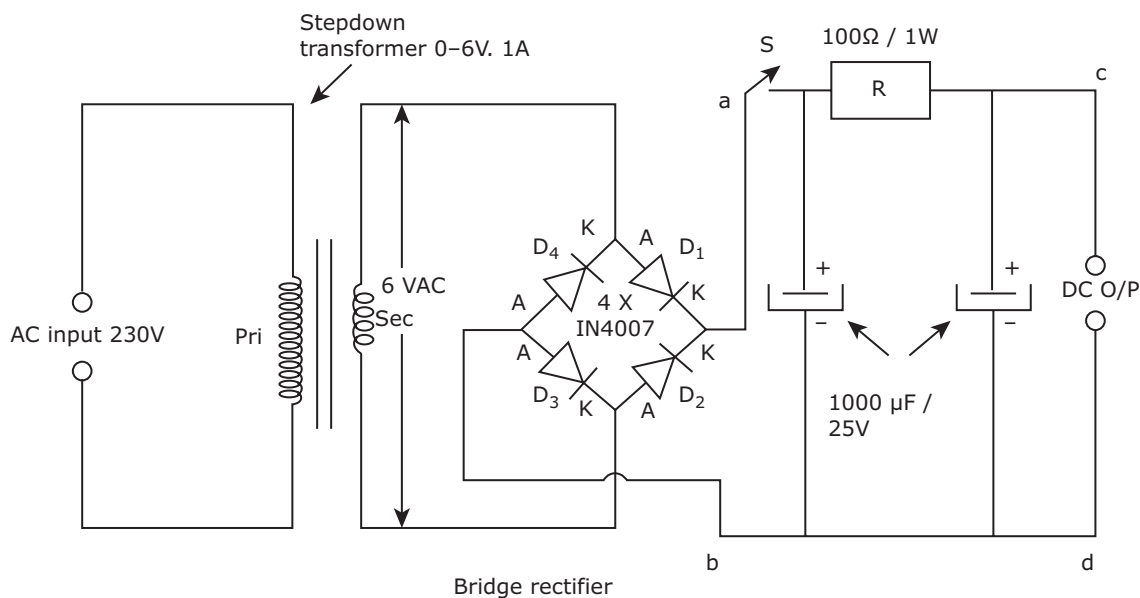 Stepdown
transformer 0–6V. 1A
S
100Ω / 1W
a
R
c
K
A
D4
D1
6 VAC
4 X
K
A
IN4007
AC input 230V
Pri
Sec
A
K
D3
K
A
D2
+
–
+
–
DC O/P
1000 µF /
25V
b
d
Bridge rectifier